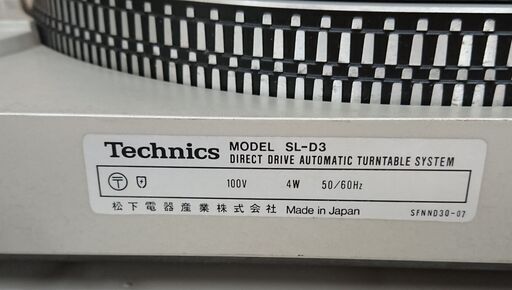 Technics MODEL SL-D3
DIRECT DRIVE AUTOMATIC TURNTABLE SYSTEM
〒 100V 4W 50/60Hz
松下電器産業株式会社 Made in Japan SFNND30-07